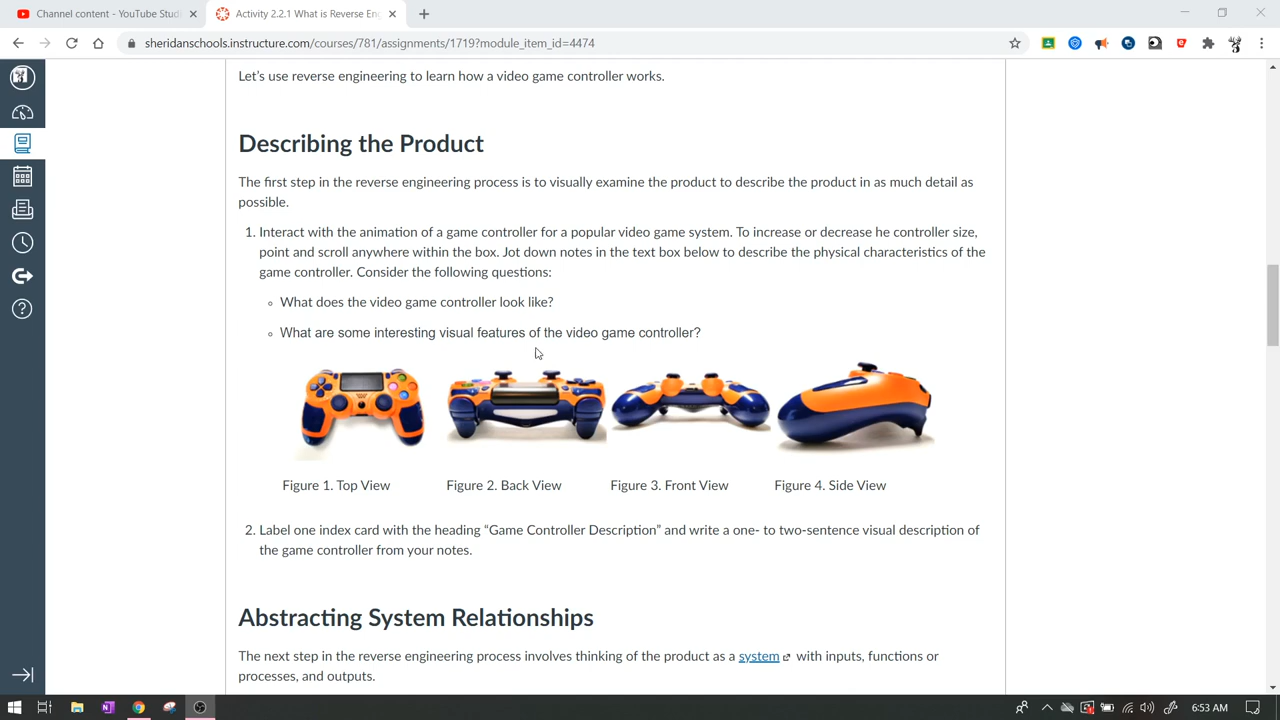 Channel content - YouTube Stud
Activity 2.2.1 What is Reverse En
sheridanschools.instructure.com/courses/781/assignments/1719?module_item_id=4474
Let's use reverse engineering to learn how a video game controller works.
Describing the Product
The first step in the reverse engineering process is to visually examine the product to describe the product in as much detail as
possible.
1. Interact with the animation of a game controller for a popular video game system. To increase or decrease he controller size,
point and scroll anywhere within the box. Jot down notes in the text box below to describe the physical characteristics of the
game controller. Consider the following questions:
What does the video game controller look like?
What are some interesting visual features of the video game controller?
Figure 1. Top View
Figure 2. Back View
Figure 3. Front View
Figure 4. Side View
2. Label one index card with the heading “Game Controller Description” and write a one- to two-sentence visual description of
the game controller from your notes.
Abstracting System Relationships
The next step in the reverse engineering process involves thinking of the product as a system with inputs, functions or
processes, and outputs.
6:53 AM